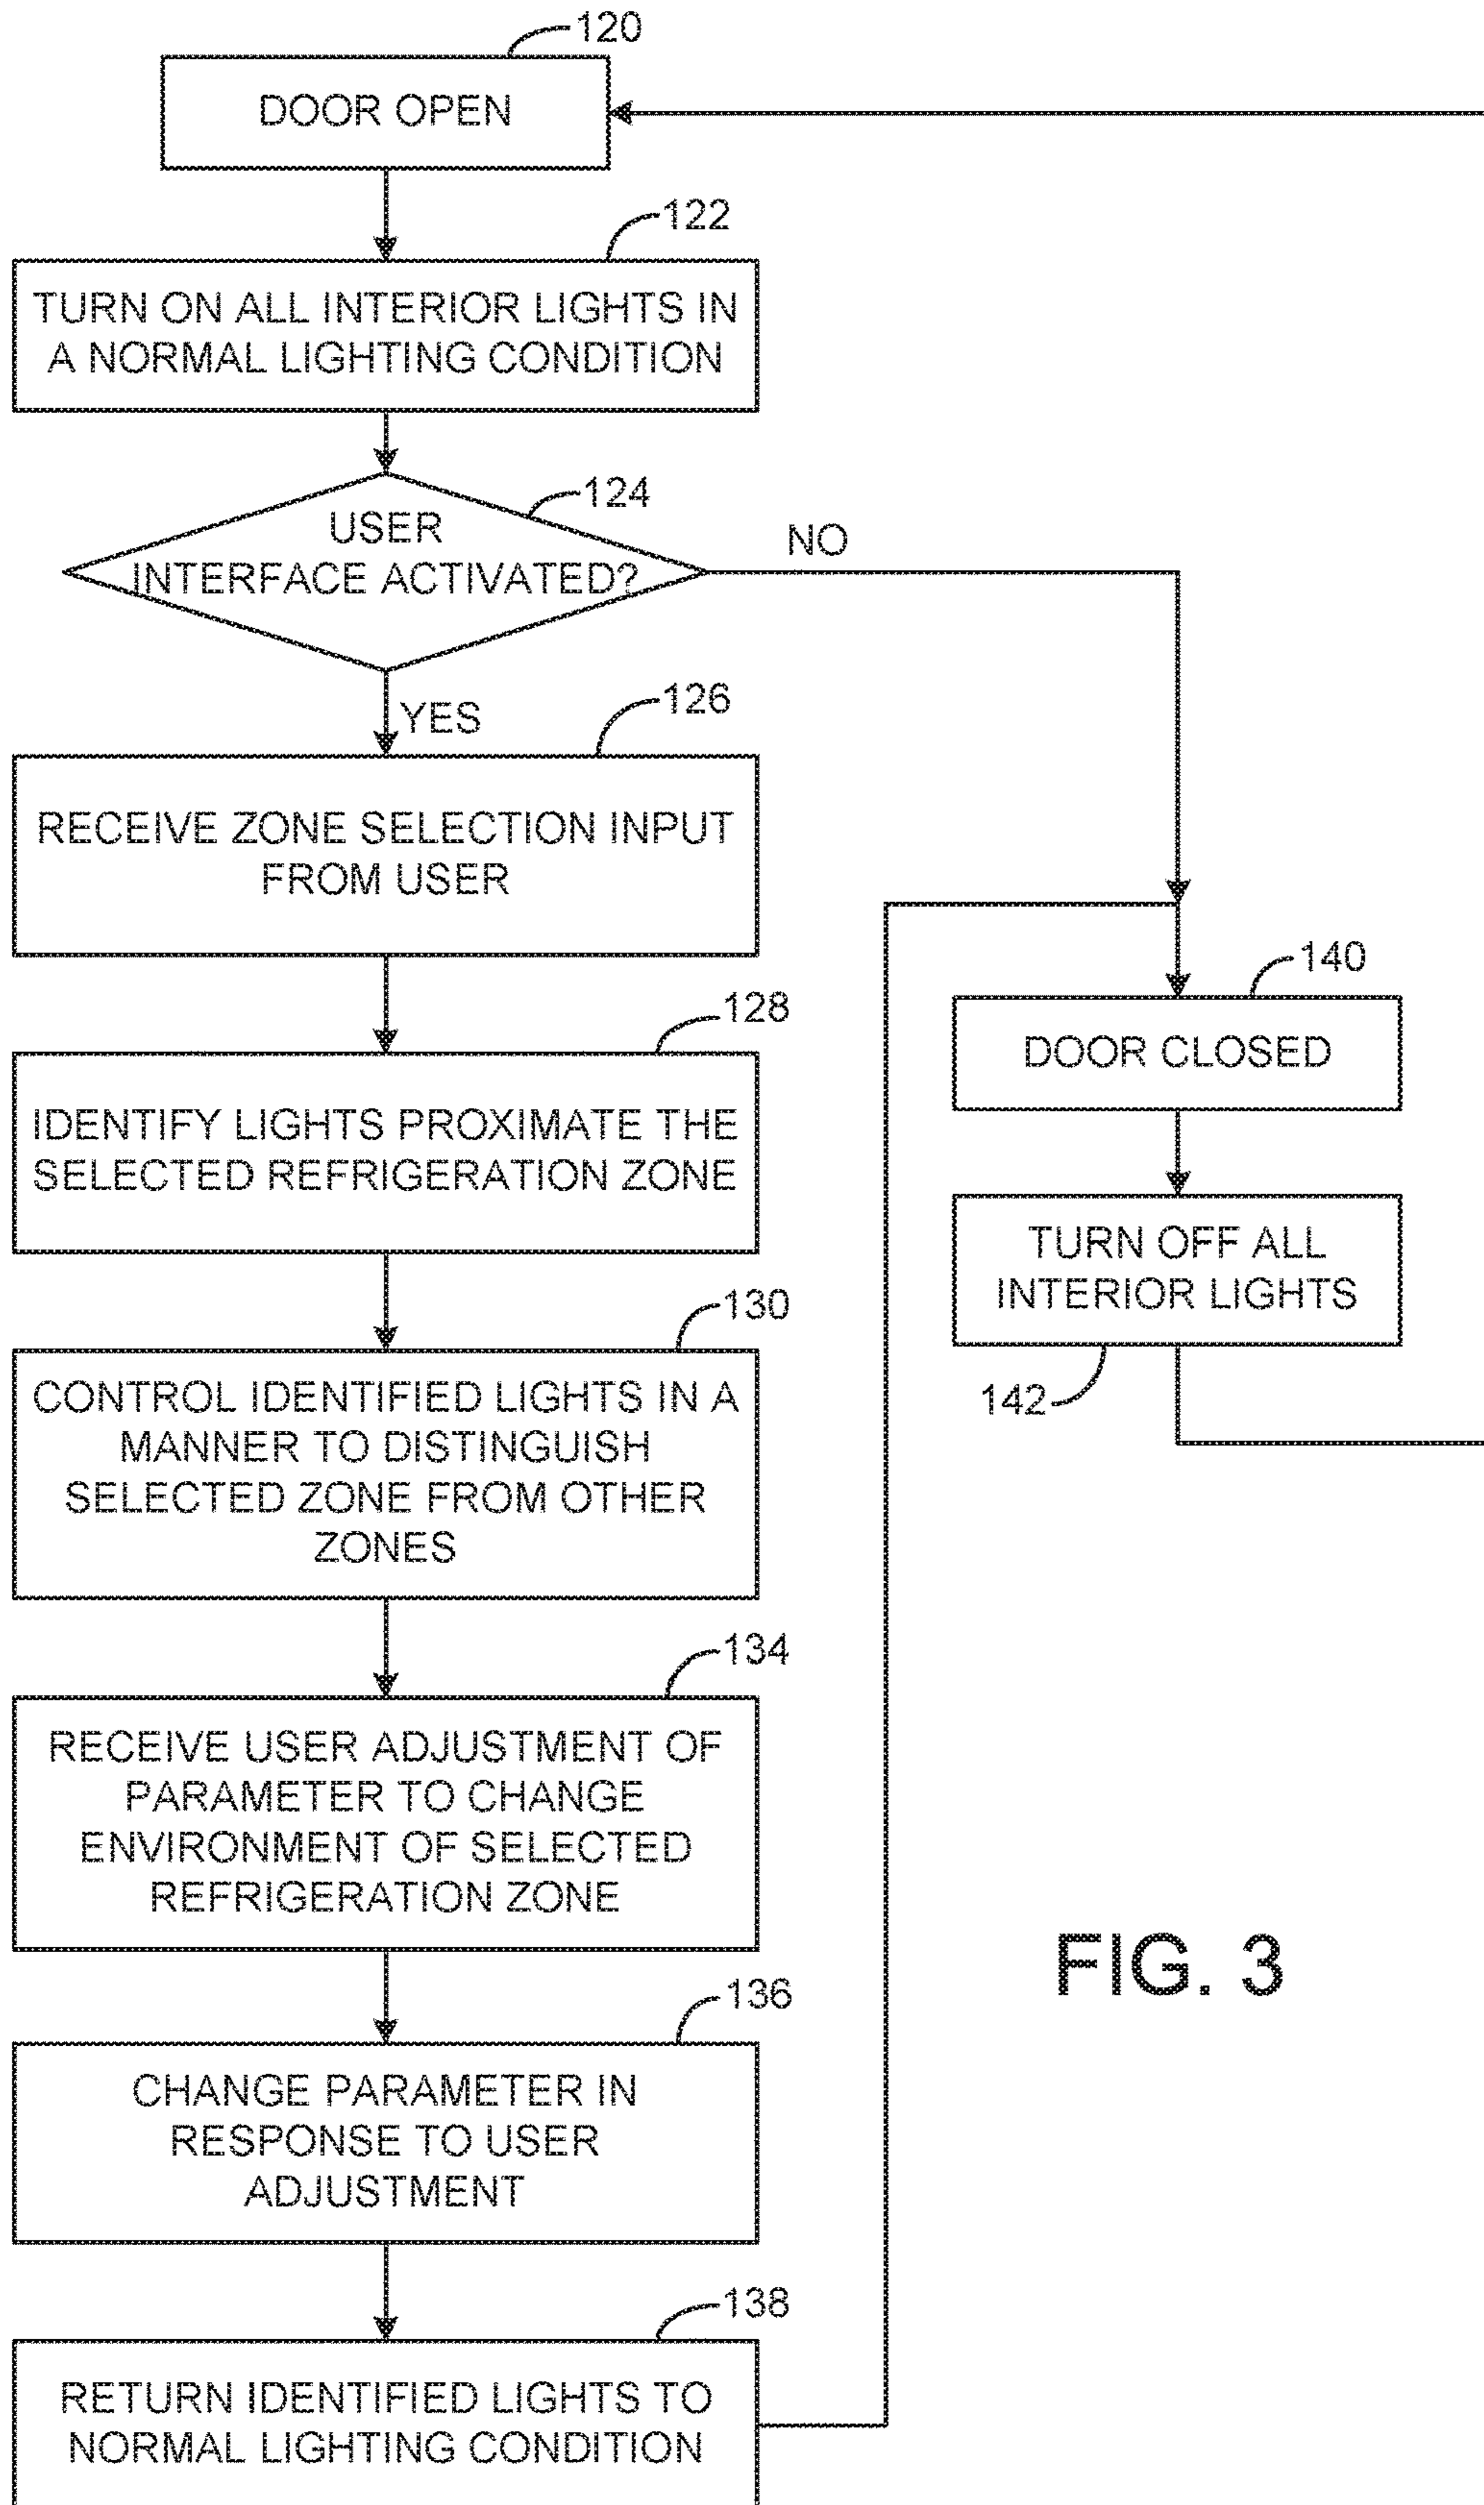 120
DOOR OPEN
122
TURN ON ALL INTERIOR LIGHTS IN
A NORMAL LIGHTING CONDITION
124
USER
INTERFACE ACTIVATED?
NO
YES
126
RECEIVE ZONE SELECTION INPUT
FROM USER
128
IDENTIFY LIGHTS PROXIMATE THE
SELECTED REFRIGERATION ZONE
130
CONTROL IDENTIFIED LIGHTS IN A
MANNER TO DISTINGUISH
SELECTED ZONE FROM OTHER
ZONES
134
RECEIVE USER ADJUSTMENT OF
PARAMETER TO CHANGE
ENVIRONMENT OF SELECTED
REFRIGERATION ZONE
136
CHANGE PARAMETER IN
RESPONSE TO USER
ADJUSTMENT
138
RETURN IDENTIFIED LIGHTS TO
NORMAL LIGHTING CONDITION
140
DOOR CLOSED
TURN OFF ALL
INTERIOR LIGHTS
142
FIG. 3